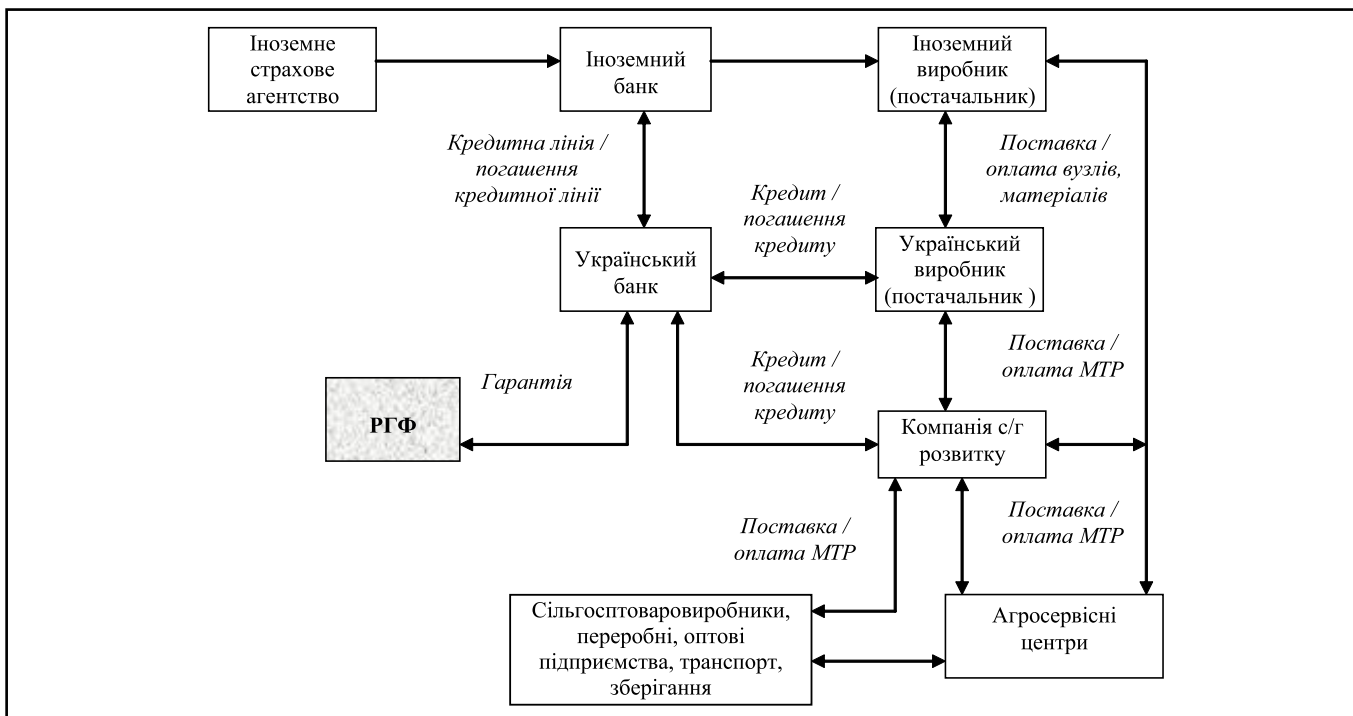 Іноземне
страхове
агентство
Іноземний
банк
Іноземний
виробник
(постачальник)
Кредитна лінія /
погашення
кредитної лінії
Поставка /
оплата вузлів,
матеріалів
Кредит /
погашення
кредиту
Український
банк
Український
виробник
(постачальник )
Гарантія
РГФ
Кредит /
погашення
кредиту
Поставка /
оплата МТР
Компанія с/г
розвитку
Поставка /
оплата МТР
Поставка /
оплата МТР
Сільгосптоваровиробники,
переробні, оптові
підприємства, транспорт,
зберігання
Агросервісні
центри